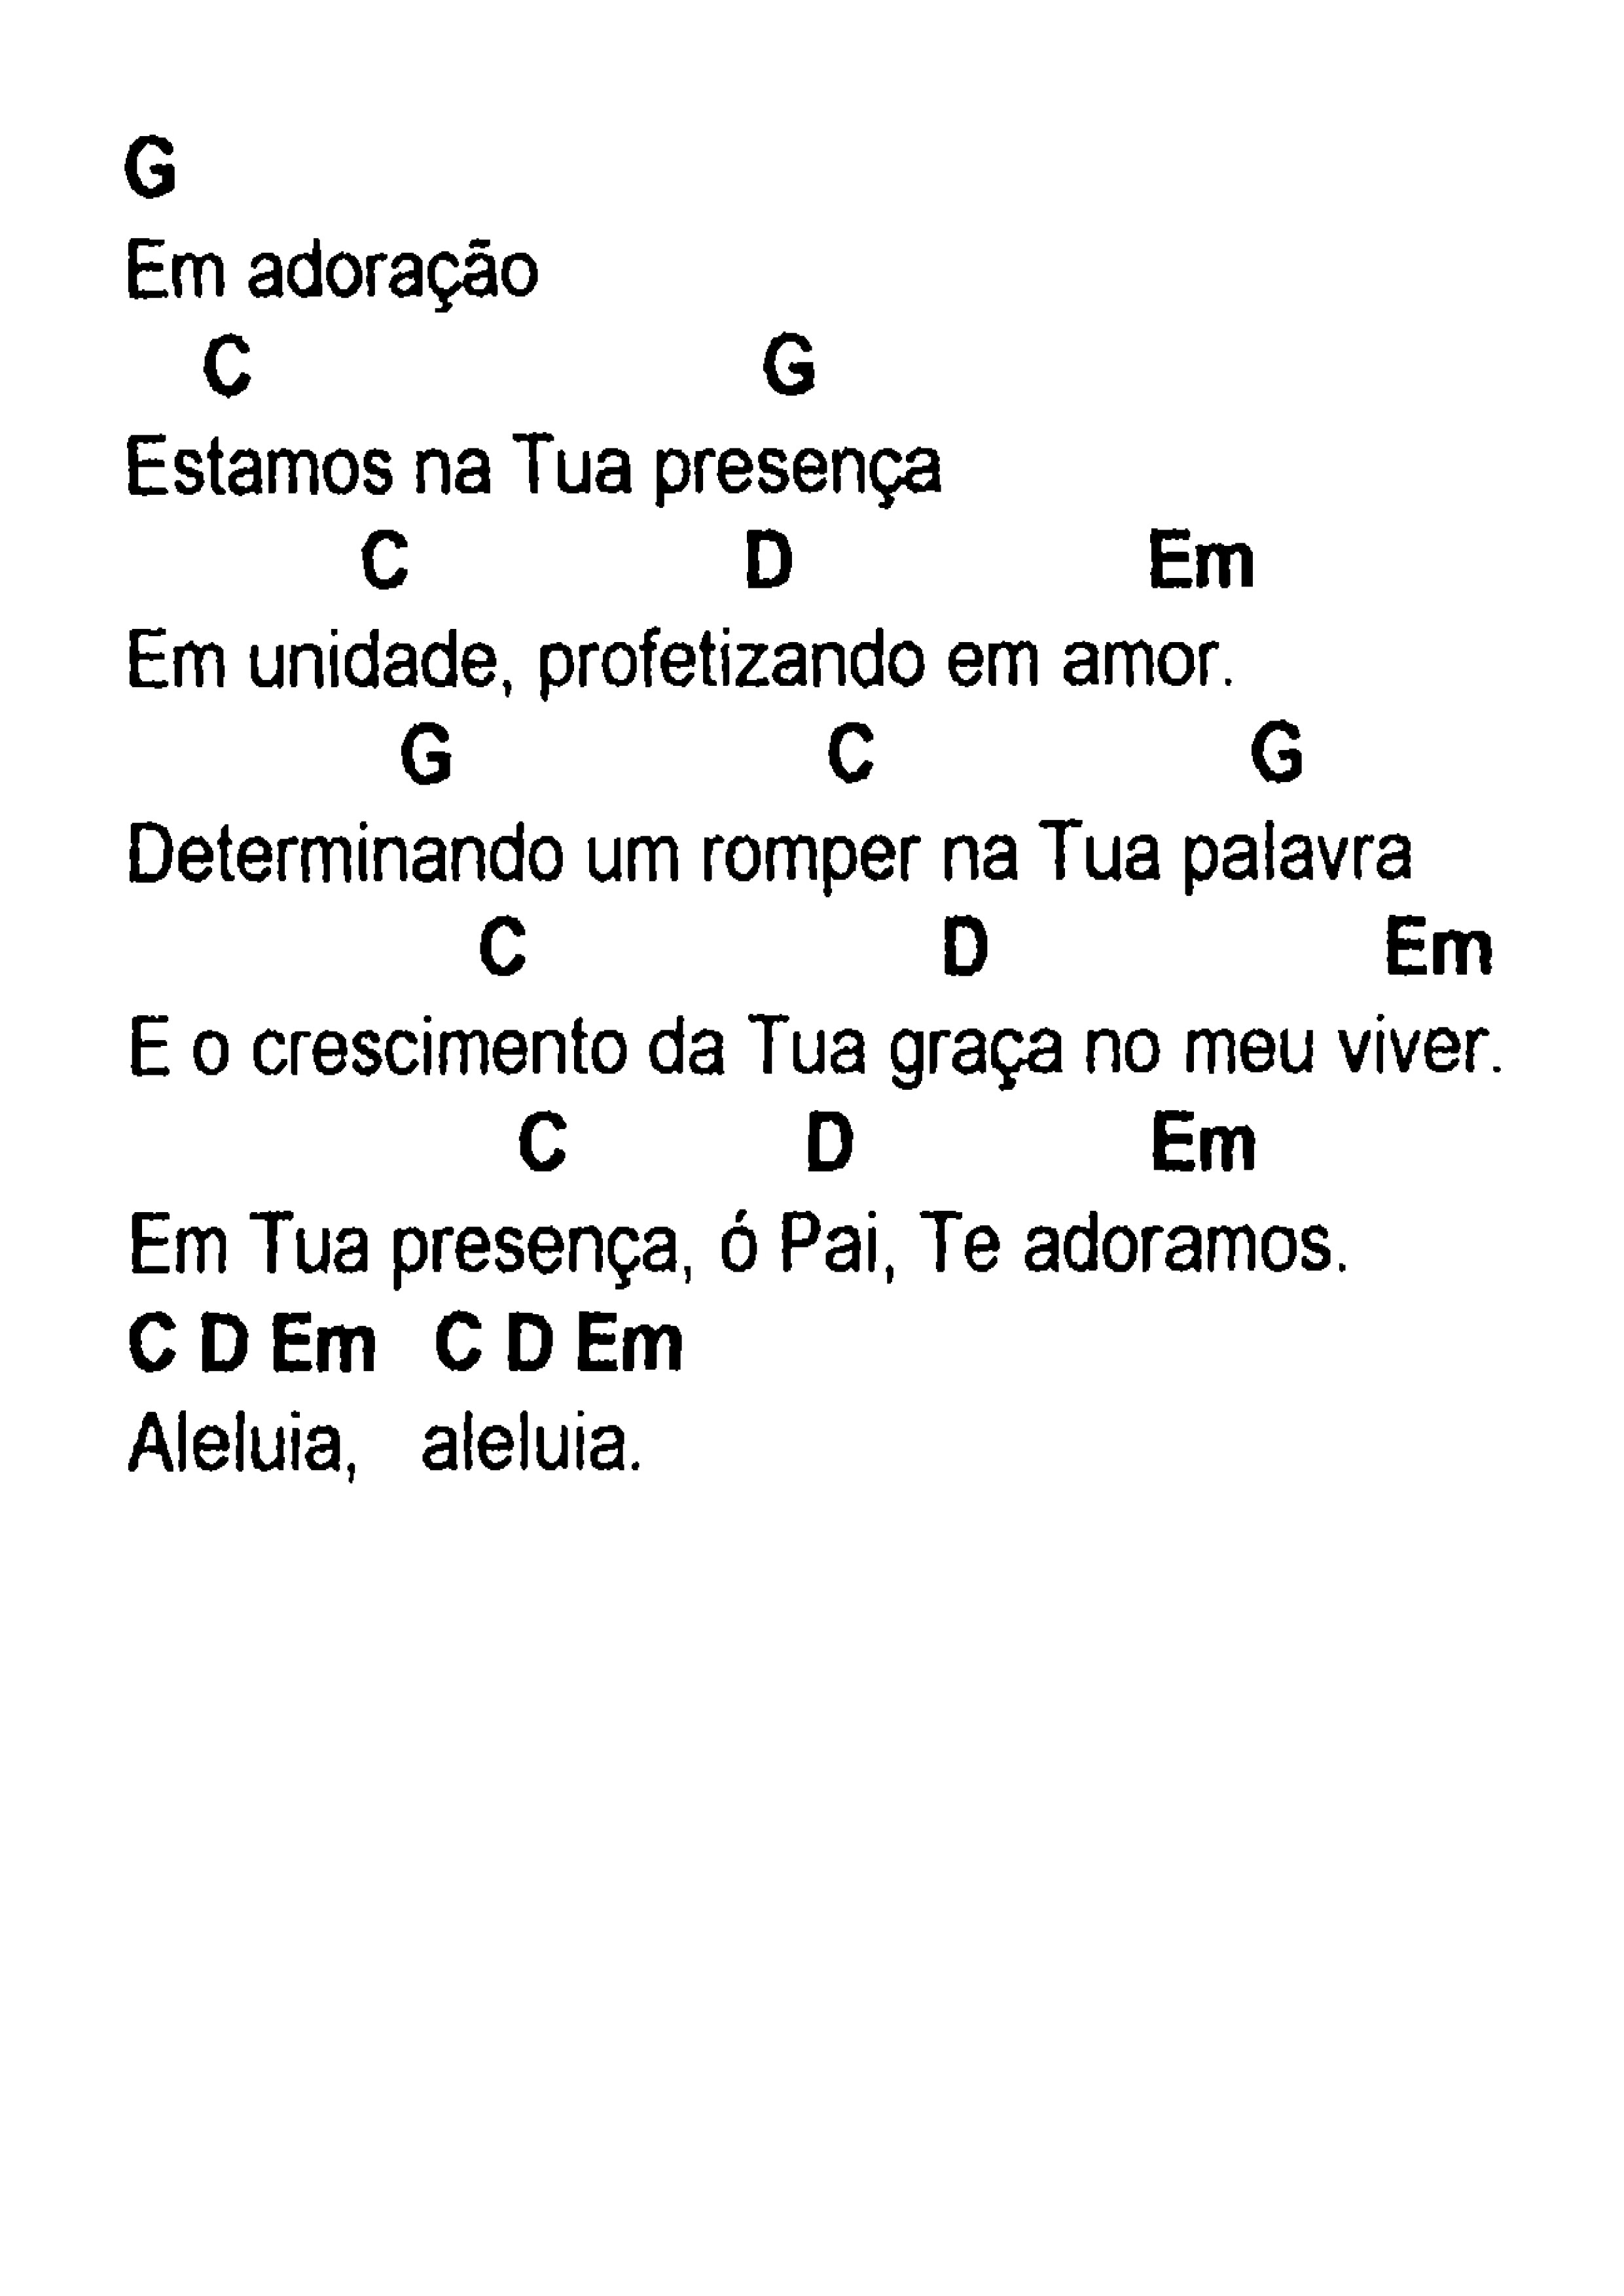 G
Em adoração
C G
Estamos na Tua presença
C D Em
Em unidade, profetizando em amor.
G C G
Determinando um romper na Tua palavra
C D Em
E o crescimento da Tua graça no meu viver.
C D Em
Em Tua presença, ó Pai, Te adoramos.
C D Em C D Em
Aleluia, aleluia.